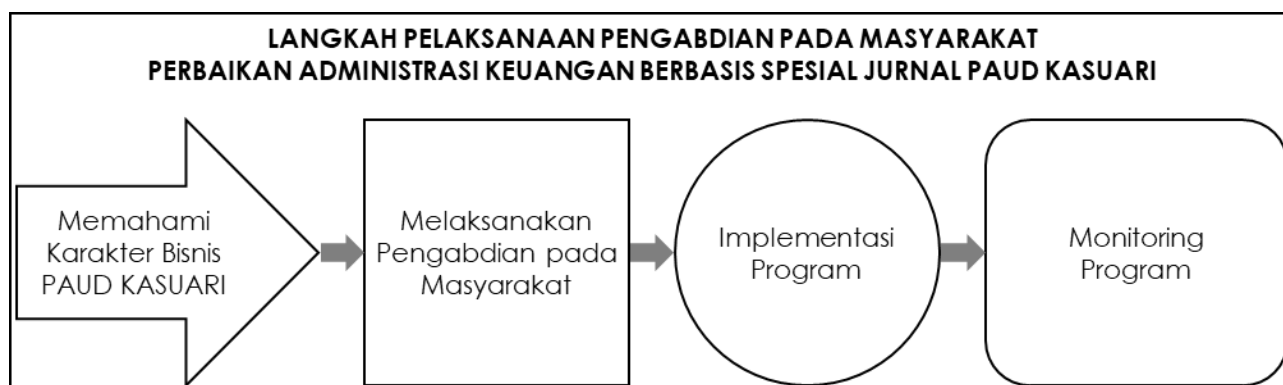 LANGKAH PELAKSANAAN PENGABDIAN PADA MASYARAKAT
PERBAIKAN ADMINISTRASI KEUANGAN BERBASIS SPESIAL JURNAL PAUD KASUARI
Memahami
Karakter Bisnis
PAUD KASUARI
Melaksanakan
Pengabdian pada
Masyarakat
Implementasi
Program
Monitoring
Program